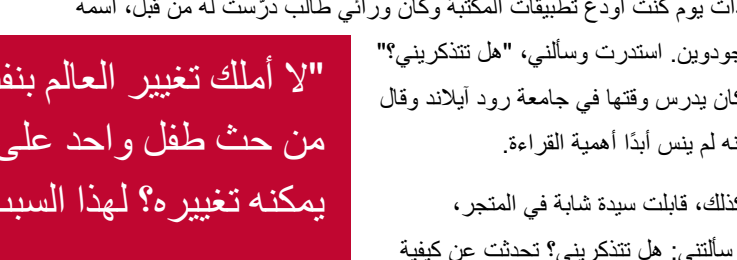 ذات يوم كنت أودع تطبيقات المكتبة وكان ورائي طالب درّست له من قبل، اسمه
جودوين. استدرت وسألني، "هل تتذكريني؟"
كان يدرس وقتها في جامعة رود آيلاند وقال
إنه لم ينس أبدًا أهمية القراءة.
كذلك، قابلت سيدة شابة في المتجر،
سألتني: هل تتذكريني؟ تحدثت عن كيفية
"لا أملك تغيير العالم
من حث طفل واحد على
يمكنه تغييره؟ لهذا